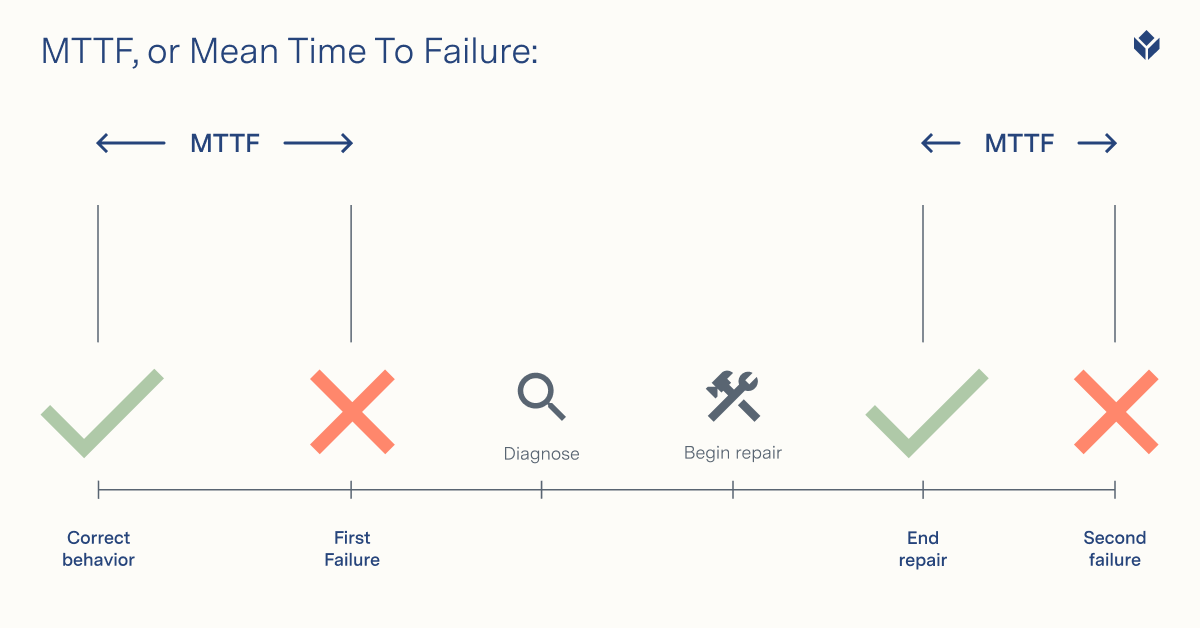 MTTF, or Mean Time To Failure:
MTTF
MTTF
Diagnose
Begin repair
Correct
behavior
First
Failure
End
repair
Second
failure